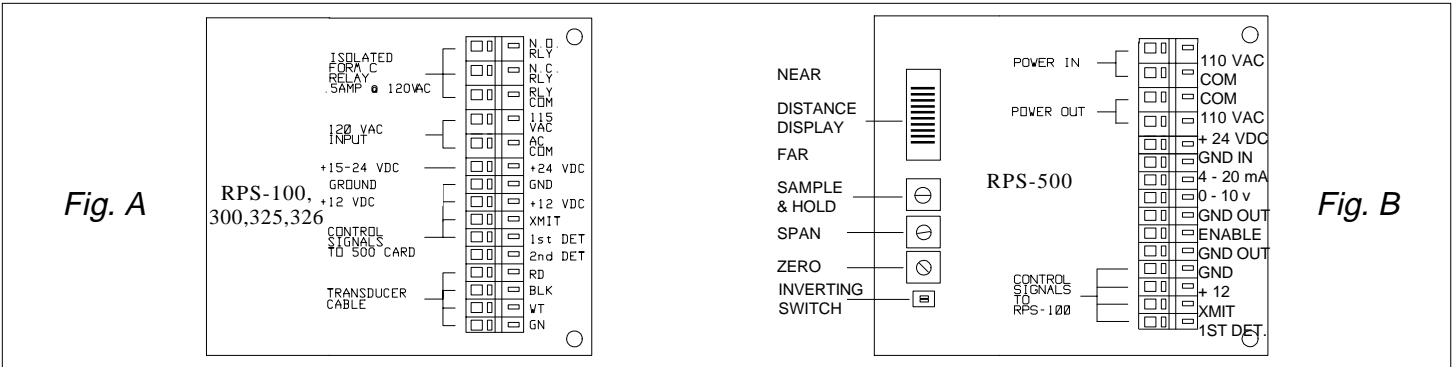 Fig. A
ISOLATED
FORM C
RELAY
.5AMP @ 120VAC
120 VAC
INPUT
+15-24 VDC
GROUND
+12 VDC
CONTROL
SIGNALS
TO 500 CARD
TRANSDUCER
CABLE
RPS-100,
300,325,326
N.O.
RLY
N.C.
RLY
RLY
COM
115
VAC
AC
COM
+24 VDC
GND
+12 VDC
XMIT
1st DET
2nd DET
RD
BLK
WT
GN
NEAR
DISTANCE
DISPLAY
FAR
SAMPLE
& HOLD
SPAN
ZERO
INVERTING
SWITCH
RPS-500
POWER IN
POWER OUT
CONTROL
SIGNALS
TO
RPS-100
110 VAC
COM
COM
110 VAC
+ 24 VDC
GND IN
4 - 20 mA
0 - 10 v
GND OUT
ENABLE
GND OUT
GND
+ 12
XMIT
1ST DET.
Fig. B